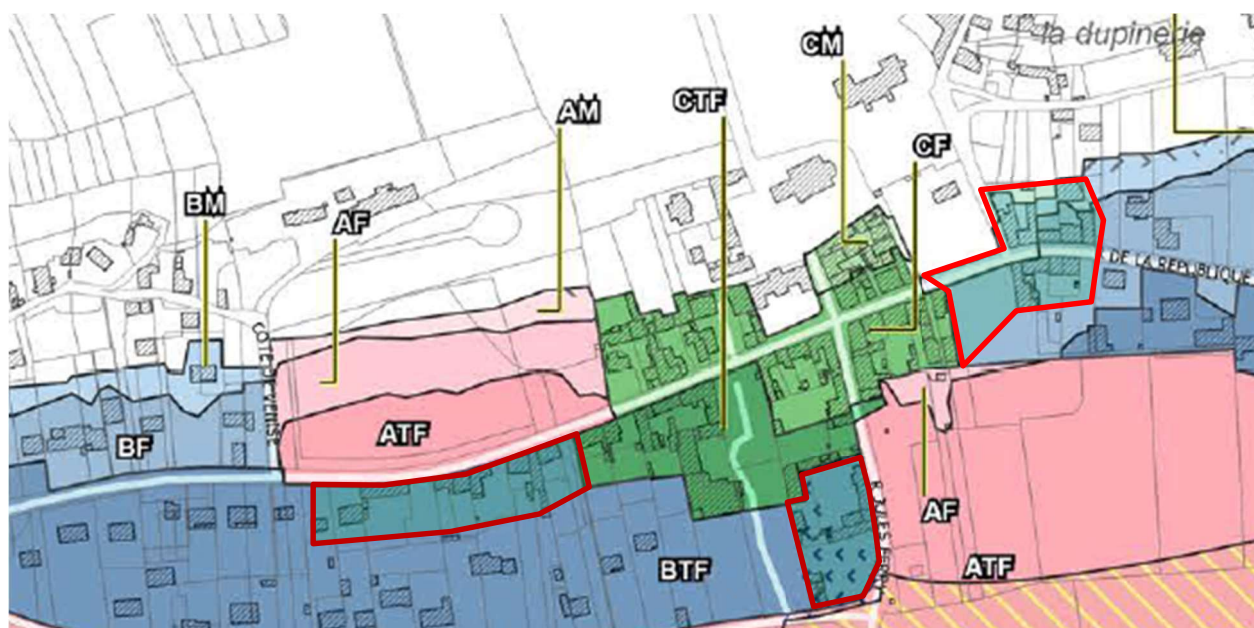 la dupinerie
CM
CTF
AM
CF
BM
AF
DE LA REPUBLIQUE
ATF
BF
AF
BTF
ATF